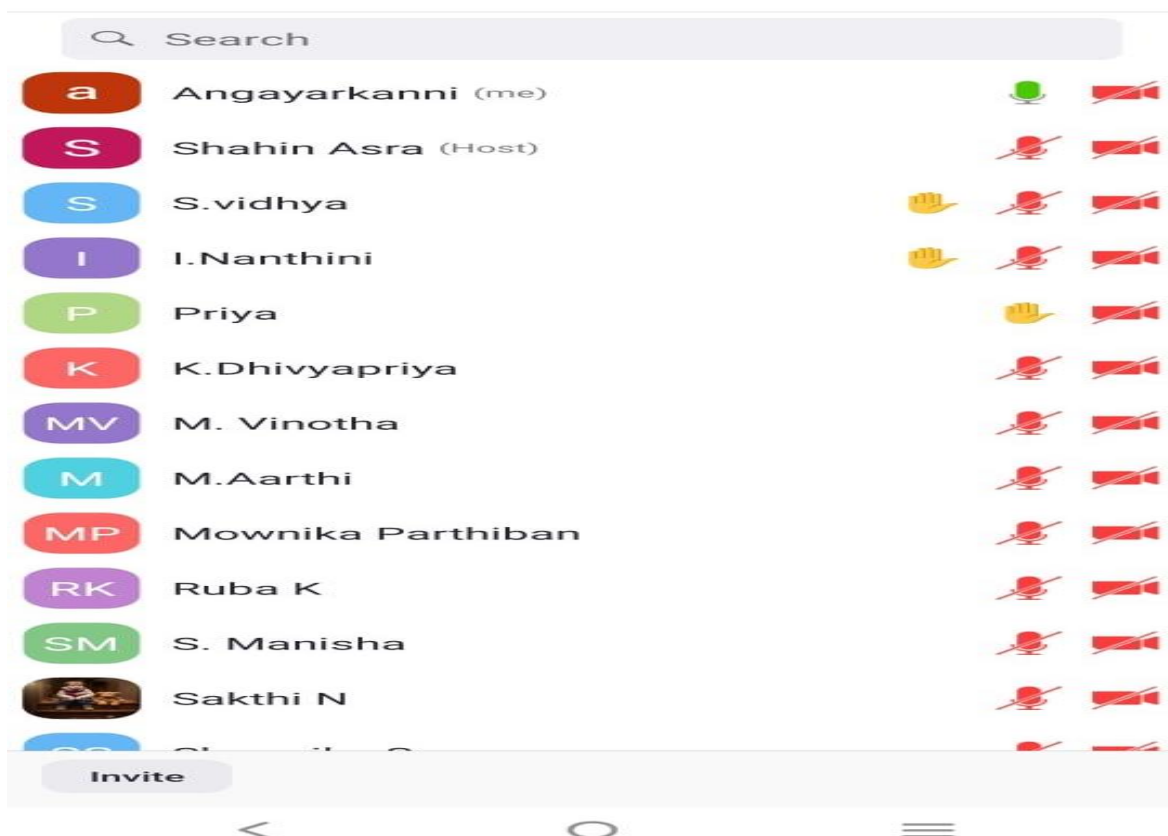 Search
a Angayarkanni (me)
S Shahin Asra (Host)
S S.vidhya
I I.Nanthini
P Priya
K K.Dhivyapriya
MV M. Vinotha
M M.Aarthi
MP Mownika Parthiban
RK Ruba K
SM S. Manisha
Sakthi N
Invite